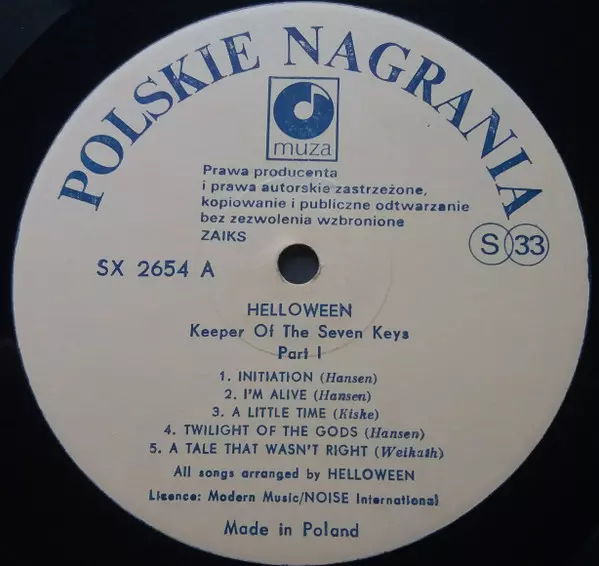 POLSKIE NAGRANIA
muza
Prawa producenta
i prawa autorskie zastrzeżone,
kopiowanie i publiczne odtwarzanie
bez zezwolenia wzbronione
ZAIKS
S 33
SX 2654 A
HELLOWEEN
Keeper Of The Seven Keys
Part I
1. INITIATION (Hansen)
2. I'M ALIVE (Hansen)
3. A LITTLE TIME (Kiske)
4. TWILIGHT OF THE GODS (Hansen)
5. A TALE THAT WASN'T RIGHT (Weikath)
All songs arranged by HELLOWEEN
Licence: Modern Music/NOISE International
Made in Poland